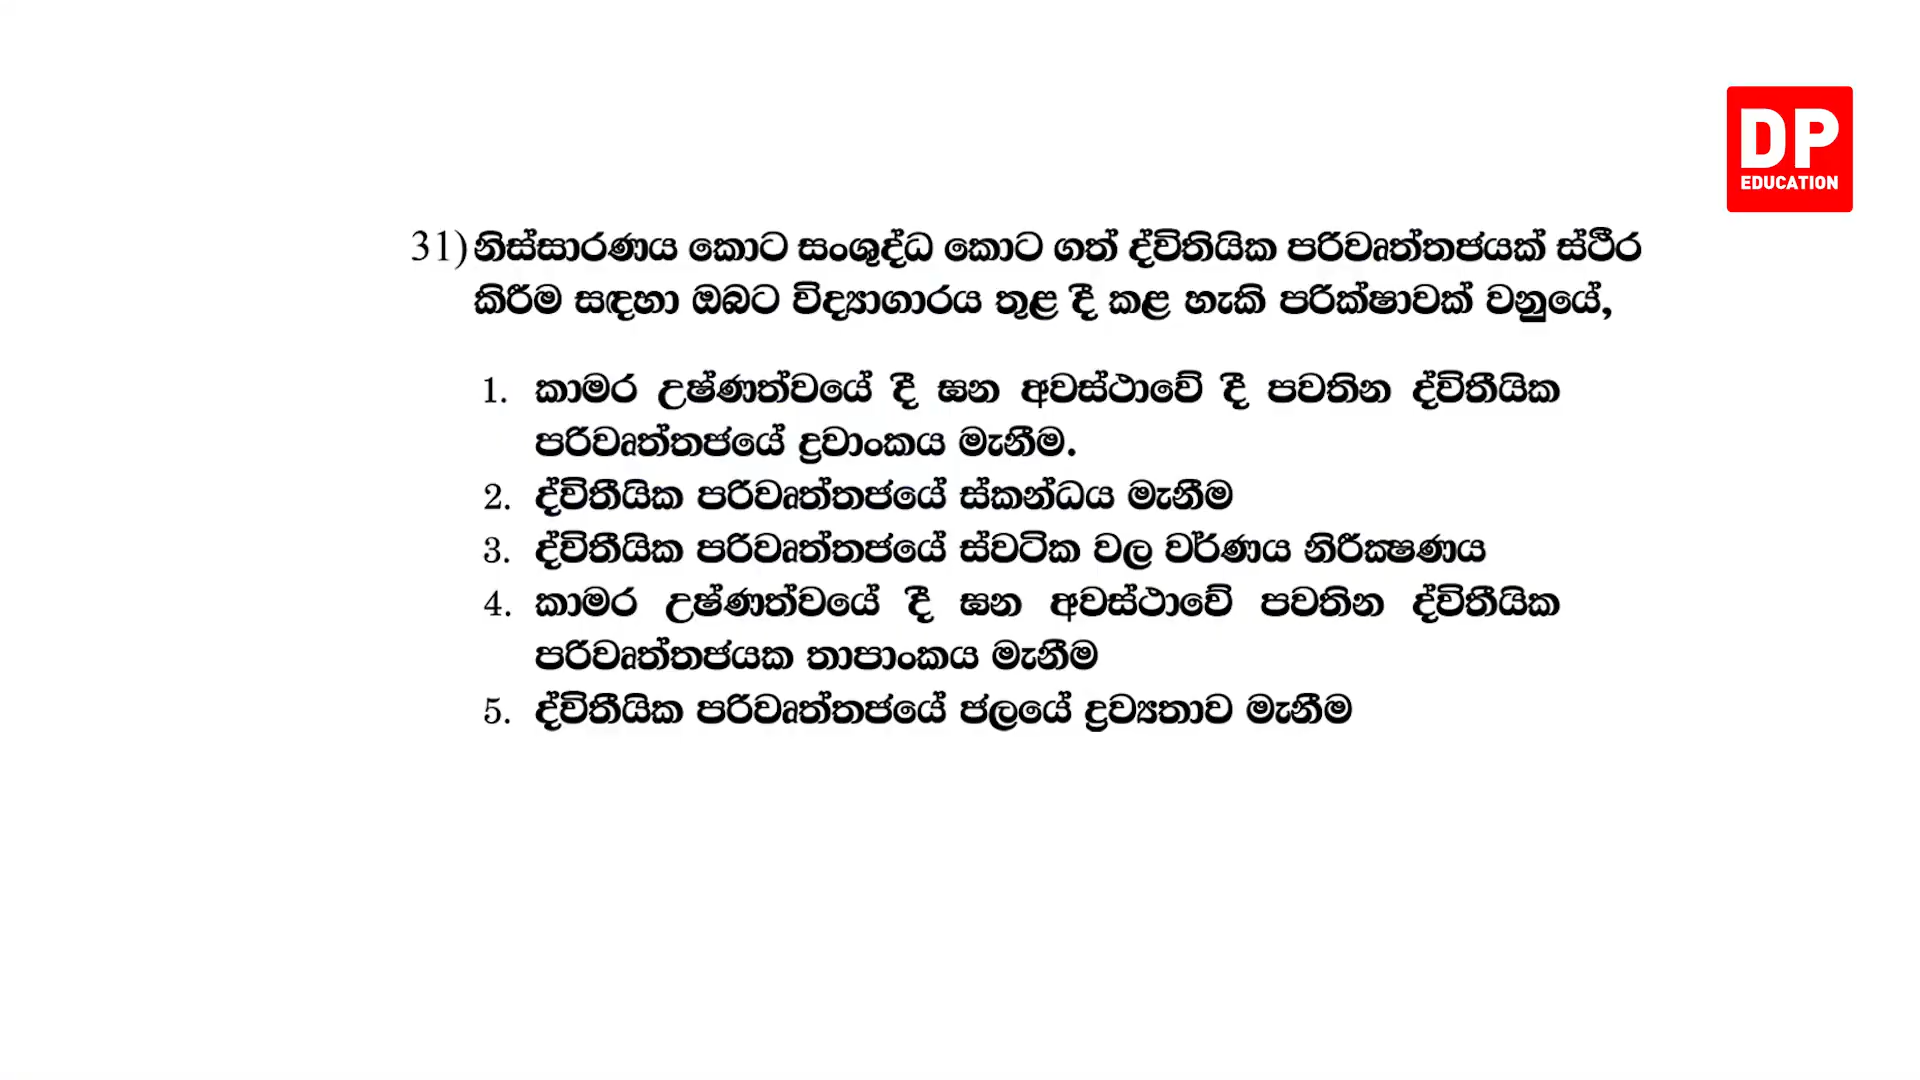 DP
EDUCATION
31) නිස්සාරණය කොට සංශුද්ධ කොට ගත් ද්විතියික පරිවෘත්තජයක් ස්ථිර
කිරීම සඳහා ඔබට විද්‍යාගාරය තුළ දී කළ හැකි පරික්ෂාවක් වනුයේ,
1. කාමර උෂ්ණත්වයේ දී ඝන අවස්ථාවේ දී පවතින ද්විතීයික
පරිවෘත්තජයේ ද්‍රවාංකය මැනීම.
2. ද්විතීයික පරිවෘත්තජයේ ස්කන්ධය මැනීම
3. ද්විතීයික පරිවෘත්තජයේ ස්වටික වල වර්ණය නිරීක්‍ෂණය
4. කාමර උෂ්ණත්වයේ දී ඝන අවස්ථාවේ පවතින ද්විතීයික
පරිවෘත්තජයක තාපාංකය මැනීම
5. ද්විතීයික පරිවෘත්තජයේ ජලයේ ද්‍රව්‍යතාව මැනීම